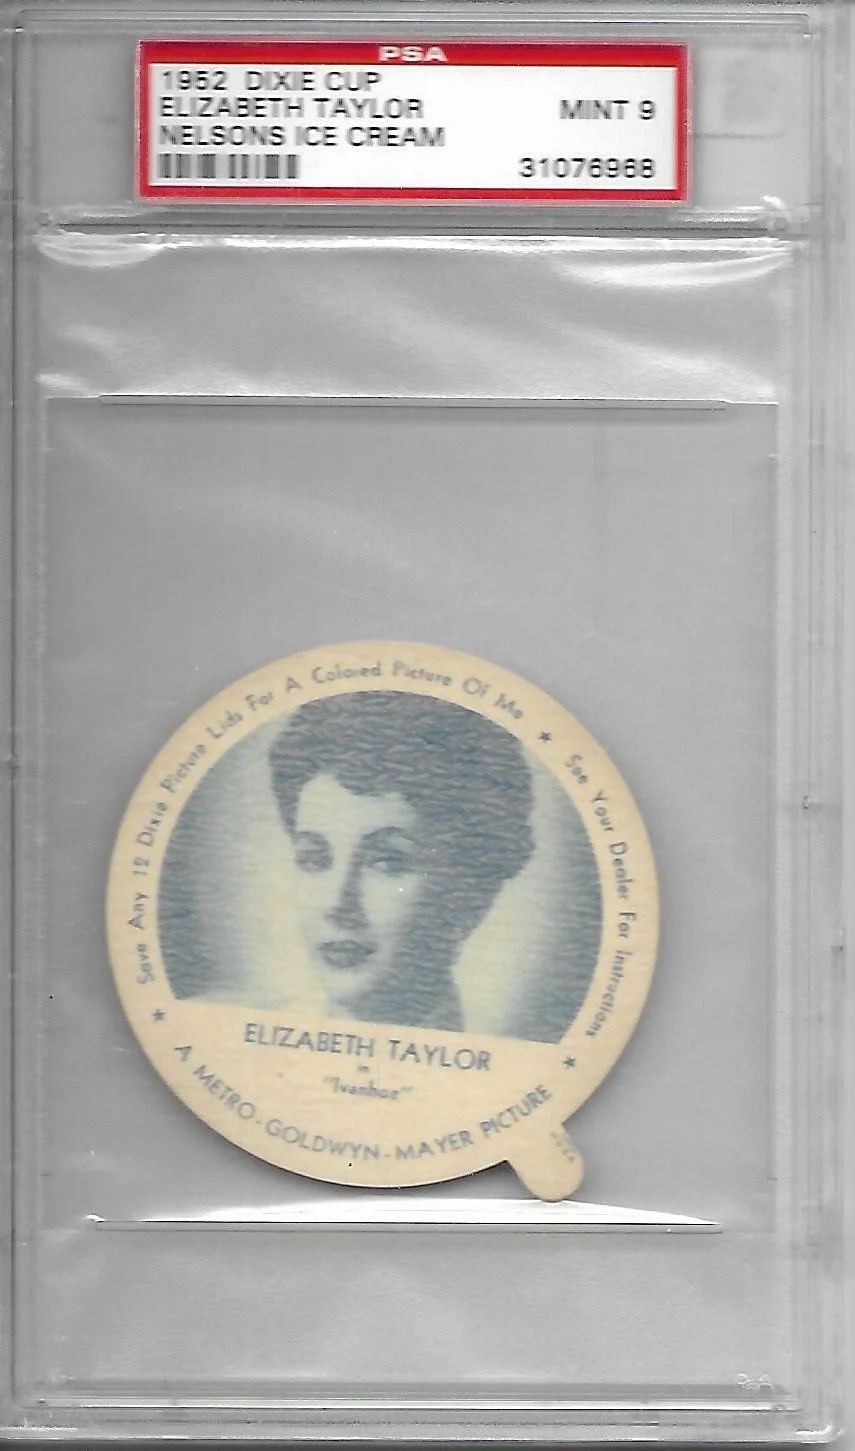 PSA
1952 DIXIE CUP
ELIZABETH TAYLOR MINT 9
NELSONS ICE CREAM
31076968
Save Any 12 Dixie Picture Lids For A Colored Picture Of Me ★ See Your Dealer For Instructions ★
ELIZABETH TAYLOR
in
"Ivanhoe"
★ A METRO-GOLDWYN-MAYER PICTURE
PSA